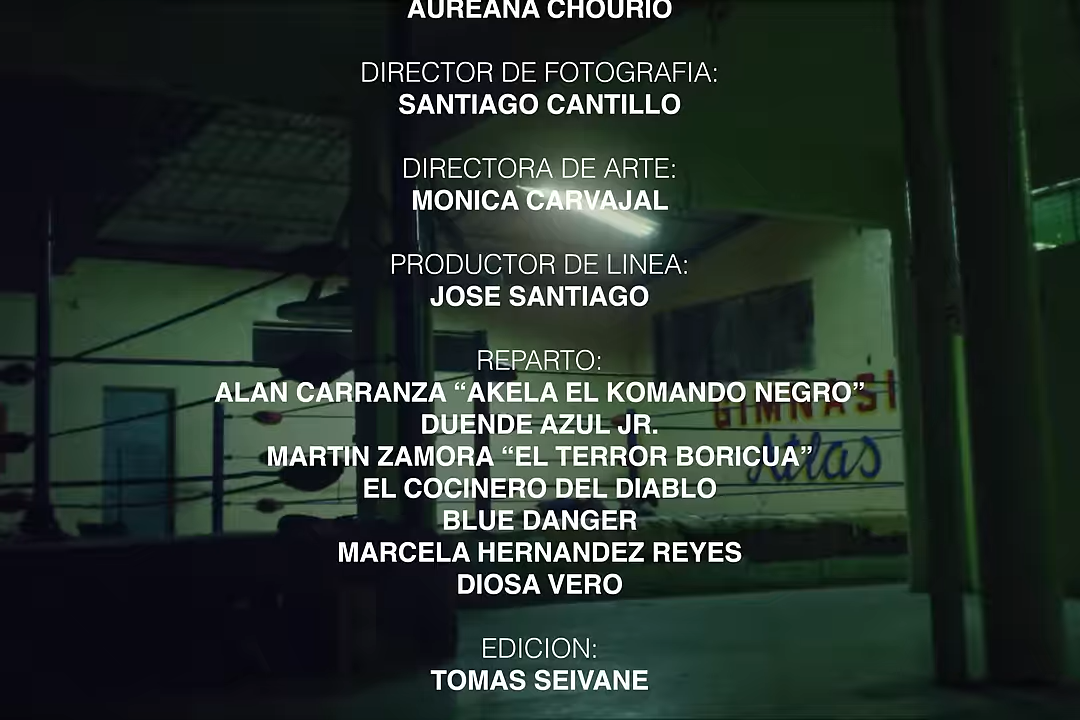 AUREANA CHOURIO
DIRECTOR DE FOTOGRAFIA:
SANTIAGO CANTILLO
DIRECTORA DE ARTE:
MONICA CARVAJAL
PRODUCTOR DE LINEA:
JOSE SANTIAGO
REPARTO:
ALAN CARRANZA “AKELA EL KOMANDO NEGRO”
DUENDE AZUL JR.
MARTIN ZAMORA “EL TERROR BORICUA”
EL COCINERO DEL DIABLO
BLUE DANGER
MARCELA HERNANDEZ REYES
DIOSA VERO
EDICION:
TOMAS SEIVANE
GIMNASI
Atlas